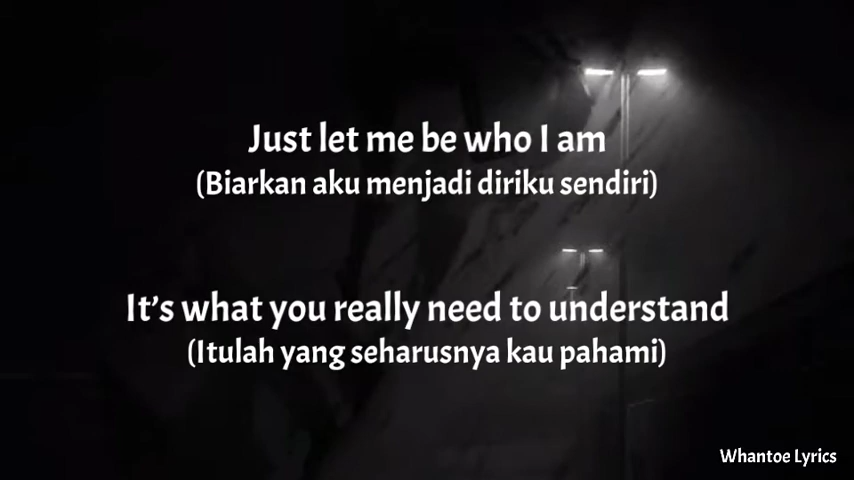 Just let me be who I am
(Biarkan aku menjadi diriku sendiri)
It's what you really need to understand
(Itulah yang seharusnya kau pahami)
Whantoe Lyrics